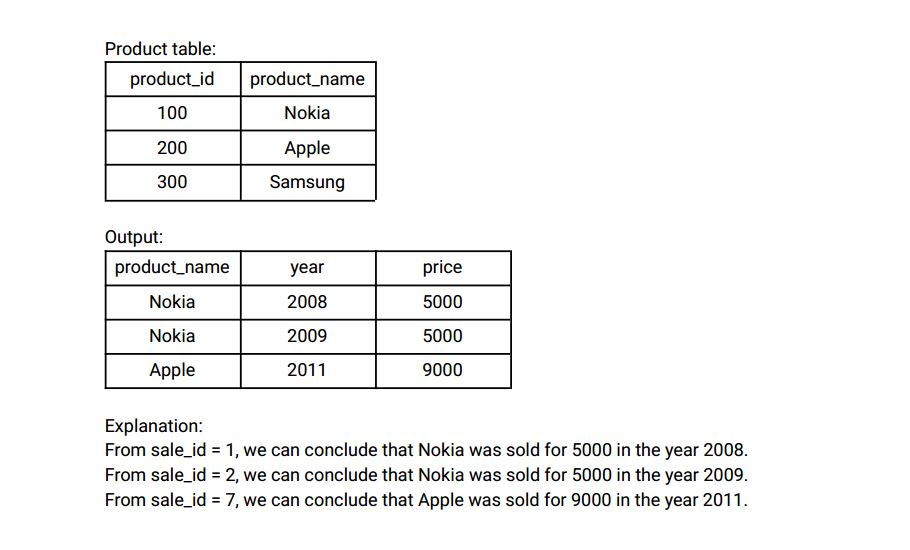 Product table:
product_id product_name
100 Nokia
200 Apple
300 Samsung
Output:
product_name year price
Nokia 2008 5000
Nokia 2009 5000
Apple 2011 9000
Explanation:
From sale_id = 1, we can conclude that Nokia was sold for 5000 in the year 2008.
From sale_id = 2, we can conclude that Nokia was sold for 5000 in the year 2009.
From sale_id = 7, we can conclude that Apple was sold for 9000 in the year 2011.